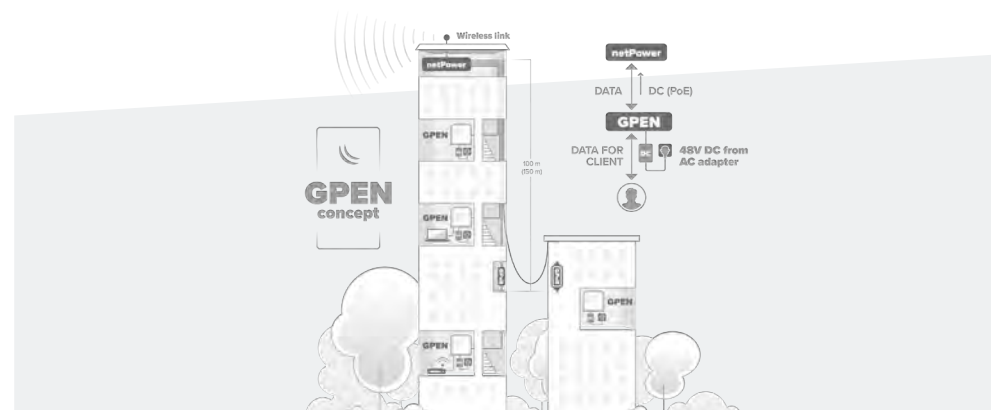 Wireless link
netPower
GPEN
GPEN
GPEN
100 m
(150 m)
GPEN
concept
netPower
DATA
DC (PoE)
GPEN
DATA FOR
CLIENT
DC
48V DC from
AC adapter
GPEN